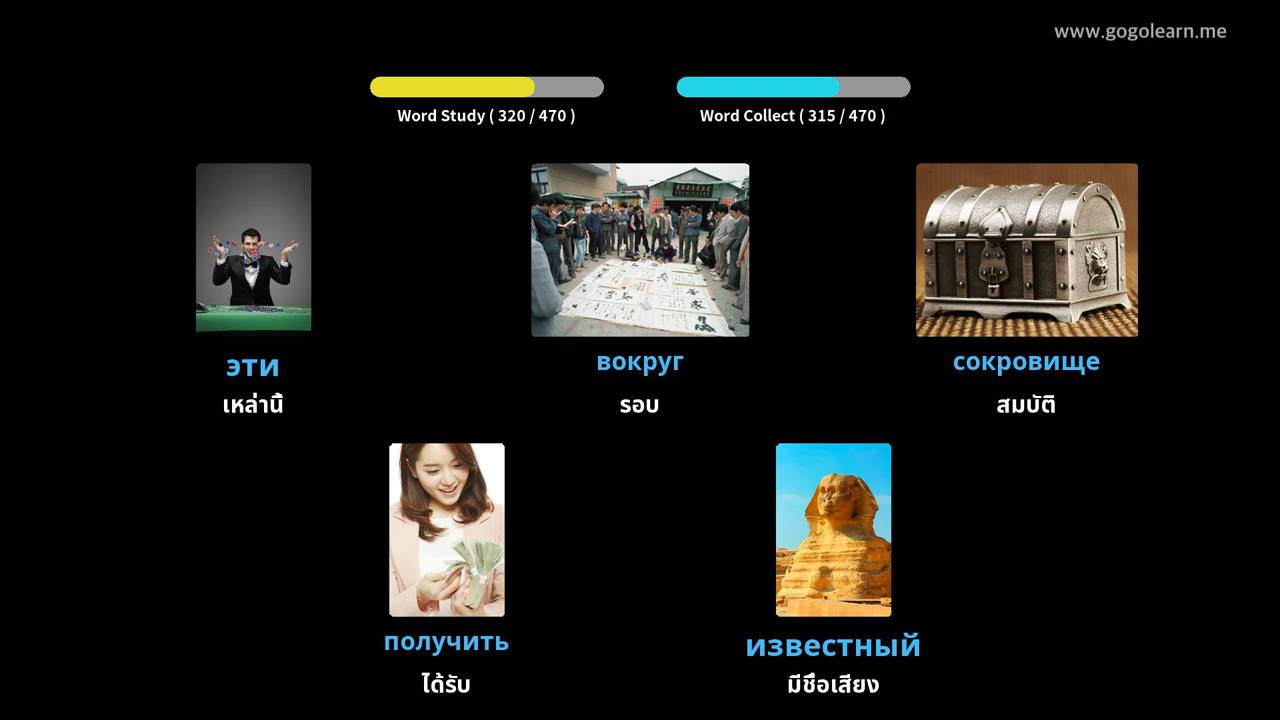 www.gogolearn.me
Word Study ( 320 / 470 )
Word Collect ( 315 / 470 )
эти
เหล่านี้
вокруг
รอบ
сокровище
สมบัติ
получить
ได้รับ
известный
มีชื่อเสียง